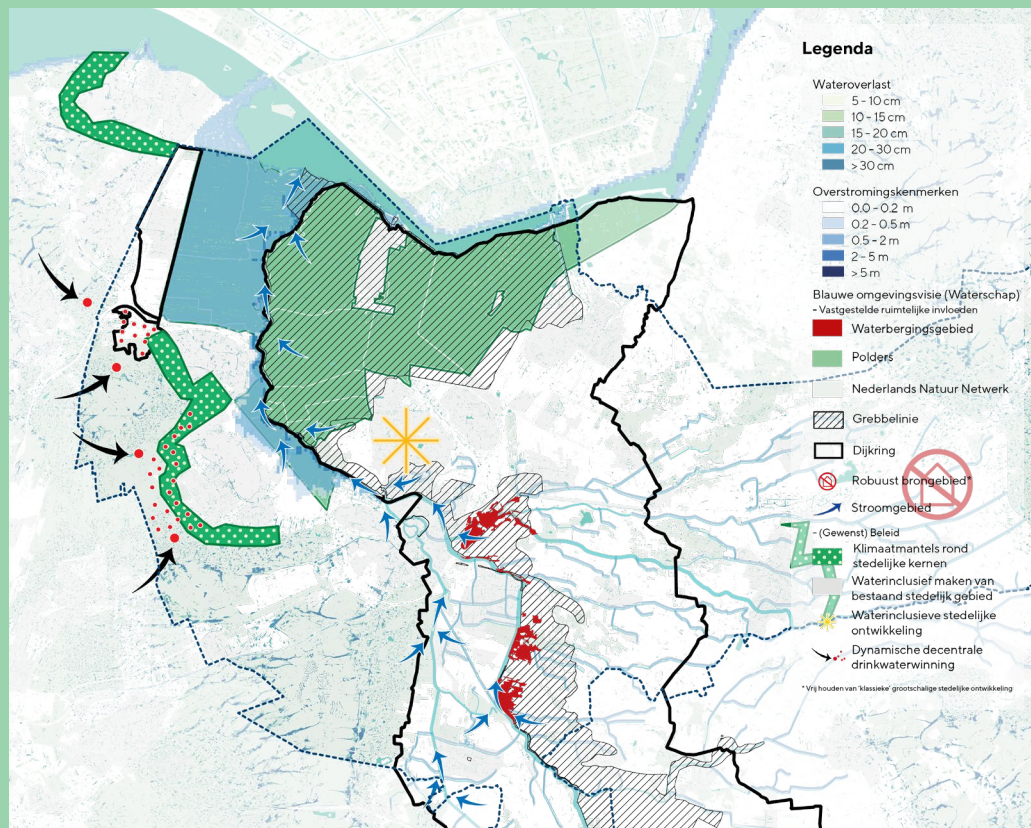 Legenda
Wateroverlast
5 - 10 cm
10 - 15 cm
15 - 20 cm
20 - 30 cm
> 30 cm
Overstromingskenmerken
0.0 - 0.2 m
0.2 - 0.5 m
0.5 - 2 m
2 - 5 m
> 5 m
Blauwe omgevingsvisie (Waterschap)
- Vastgestelde ruimtelijke invloeden
Waterbergingsgebied
Polders
Nederlands Natuur Netwerk
Grebbelinie
Dijkring
Robuust brongebied*
Stroomgebied
- (Gewenst) Beleid
Klimaatmantels rond
stedelijke kernen
Waterinclusief maken van
bestaand stedelijk gebied
Waterinclusieve stedelijke
ontwikkeling
Dynamische decentrale
drinkwaterwinning
* Vrij houden van 'klassieke' grootschalige stedelijke ontwikkeling